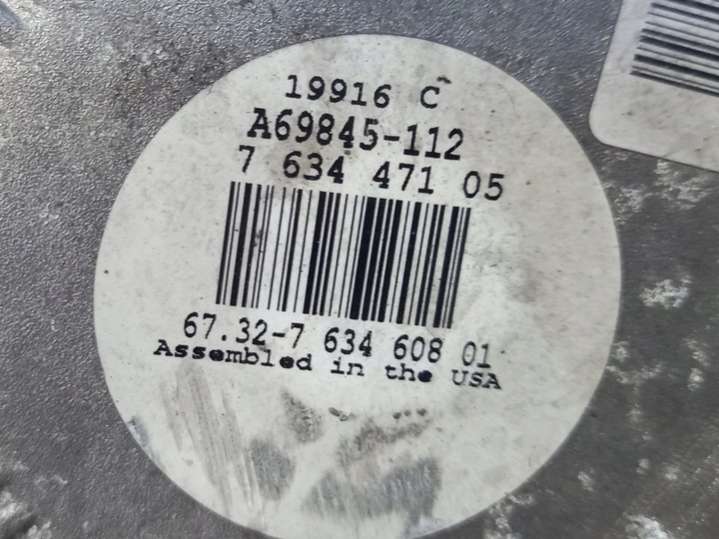 19916 C
A69845-112
7 634 471 05
67.32-7 634 608 01
Assembled in the USA